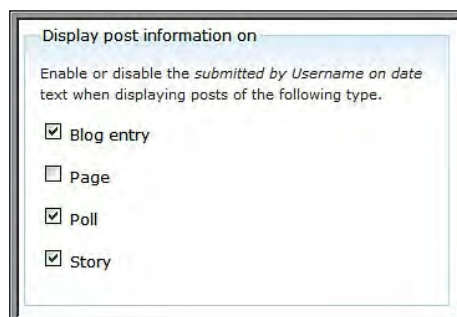 Display post information on
Enable or disable the submitted by Username on date
text when displaying posts of the following type.
Blog entry
Page
Poll
Story